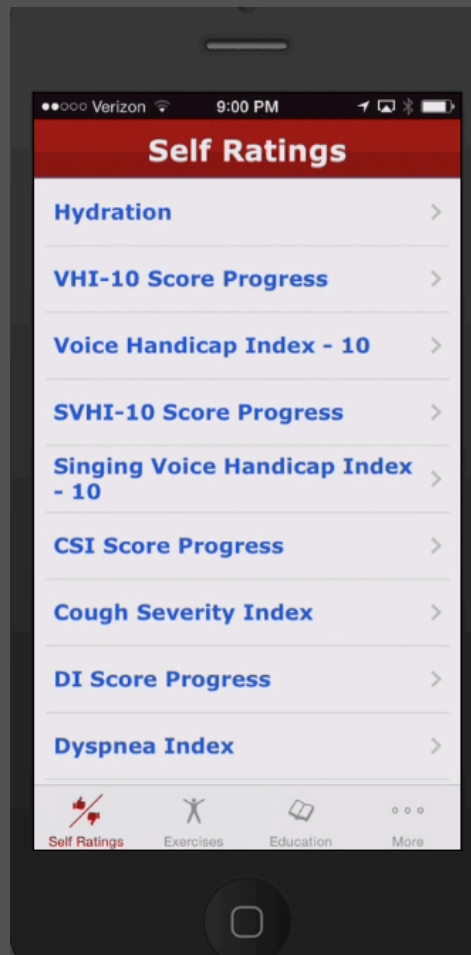 Verizon 9:00 PM
Self Ratings
Hydration
VHI-10 Score Progress
Voice Handicap Index - 10
SVHI-10 Score Progress
Singing Voice Handicap Index
- 10
CSI Score Progress
Cough Severity Index
DI Score Progress
Dyspnea Index
Self Ratings Exercises Education More